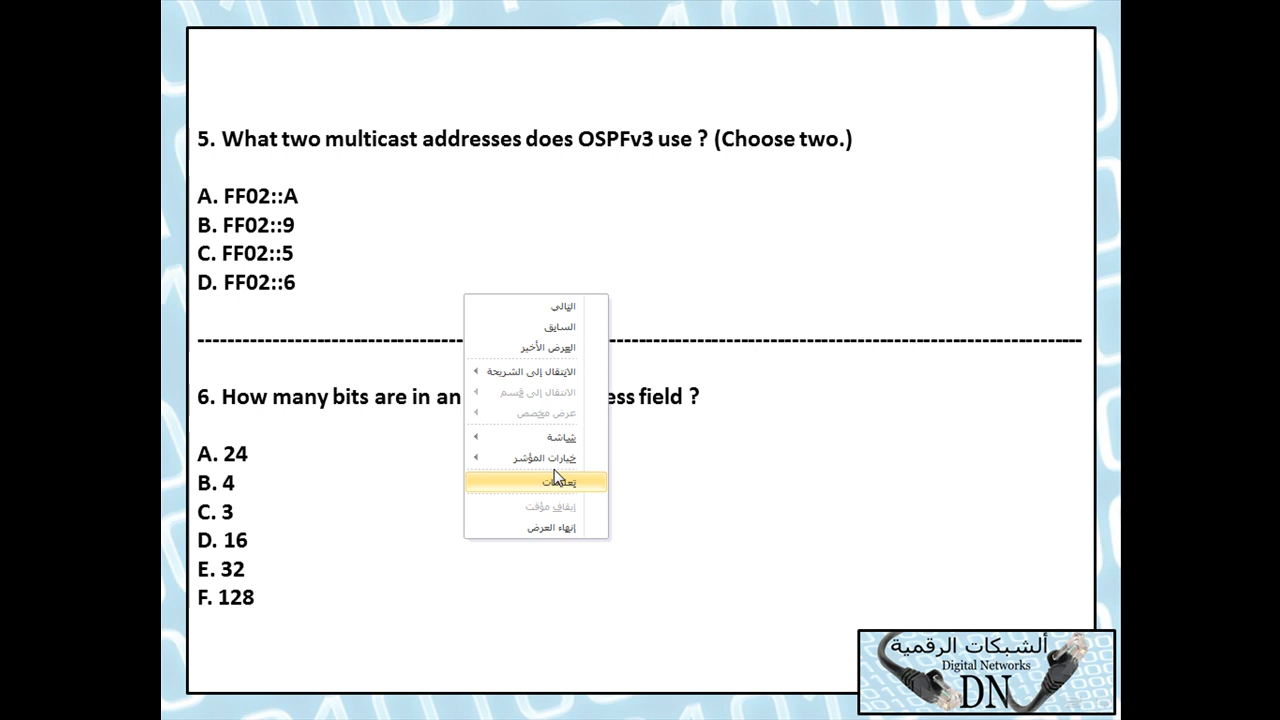 5. What two multicast addresses does OSPFv3 use ? (Choose two.)
A. FF02::A
B. FF02::9
C. FF02::5
D. FF02::6
6. How many bits are in an ess field ?
A. 24
B. 4
C. 3
D. 16
E. 32
F. 128
التالي
السابق
العرض الأخير
الانتقال إلى الشريحة
الانتقال إلى قسم
عرض مخصص
شاشة
خيارات المؤشر
تعليمات
إيقاف مؤقت
إنهاء العرض
ألشبكات الرقمية
Digital Networks
DN